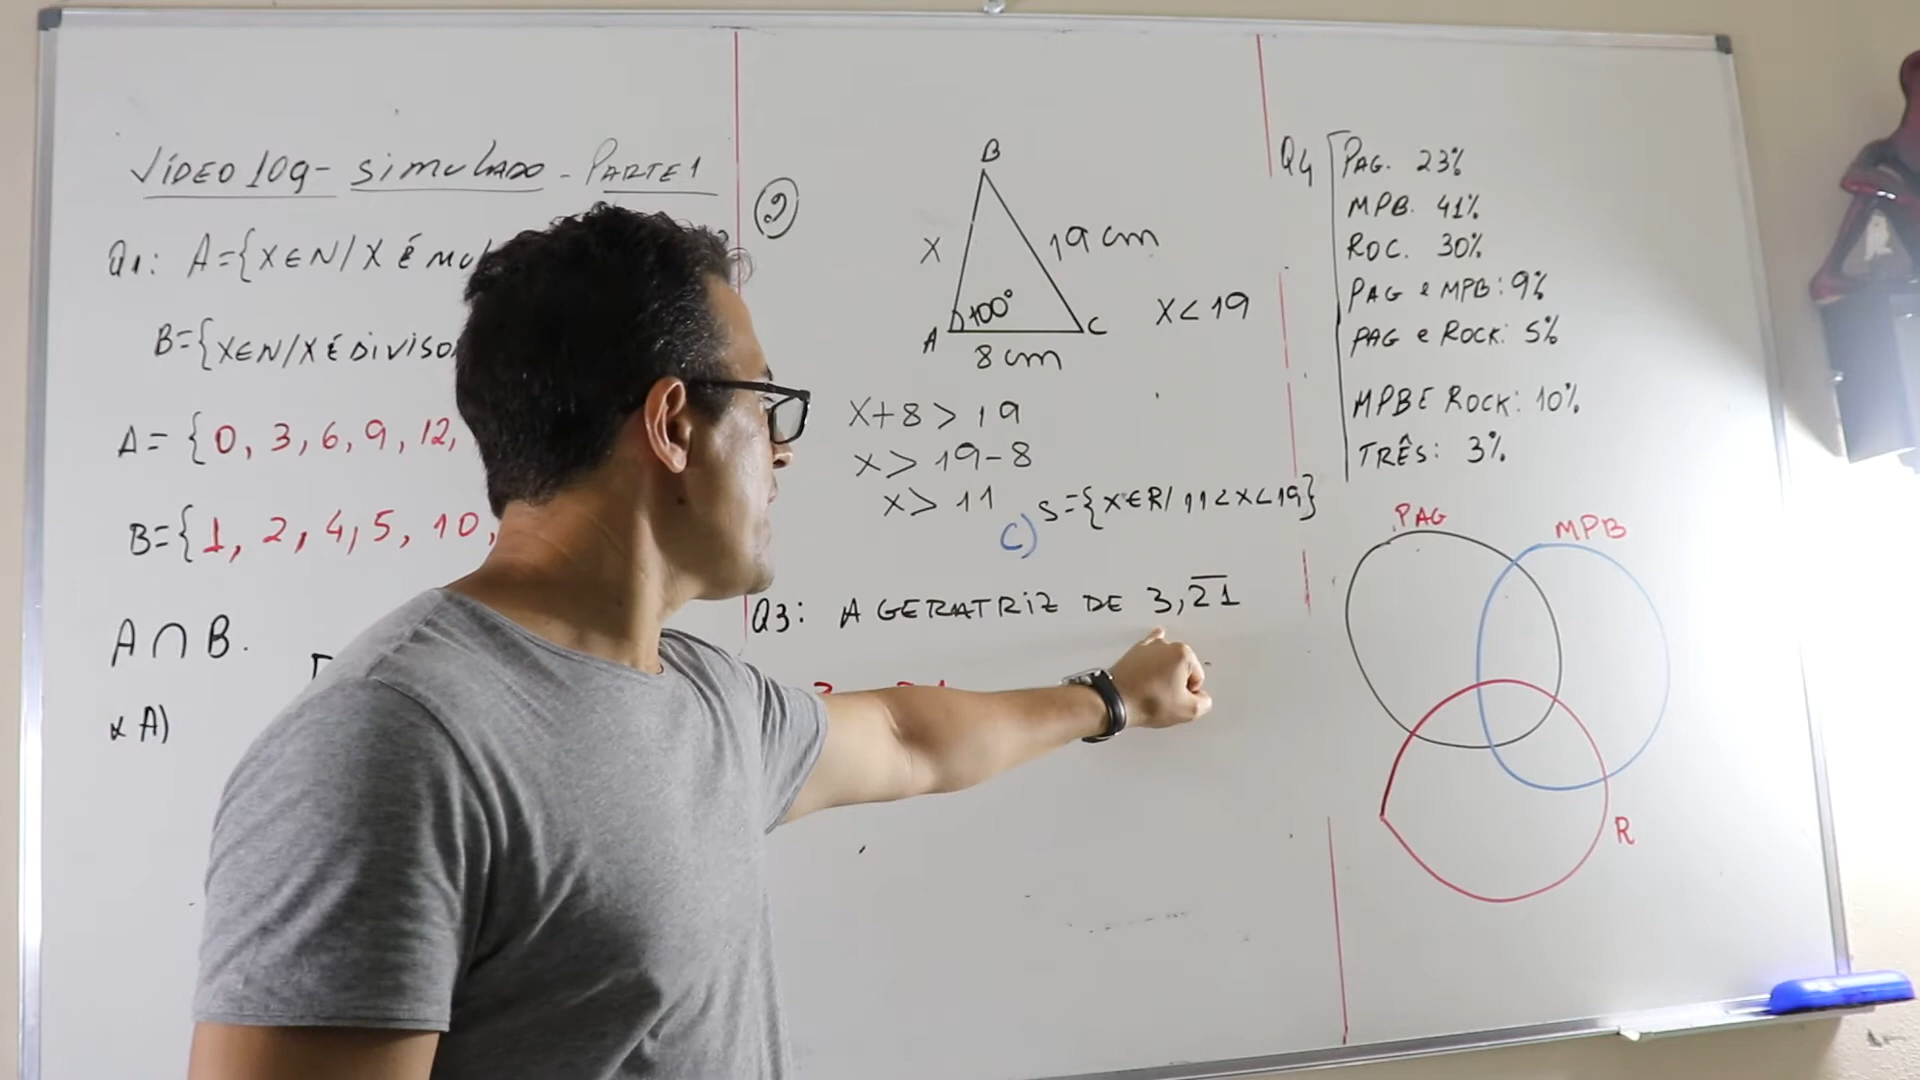 VÍDEO 109 - SIMULADO - PARTE 1
Q1: A={X∈N/ X É MU
B={X∈N/X É DIVISO
A= {0, 3, 6, 9, 12,
B={1, 2, 4, 5, 10,
A∩B.
A)
2
B
X
19 cm
100°
A
C
8 cm
X<19
X+8 > 19
X > 19-8
X > 11
C) S={X∈R/ 11<X<19}
Q3: A GERATRIZ DE 3,2̅1̅
Q4
PAG. 23%
MPB. 41%
ROC. 30%
PAG e MPB: 9%
PAG e ROCK: 5%
MPB E ROCK: 10%
TRÊS: 3%
PAG
MPB
R